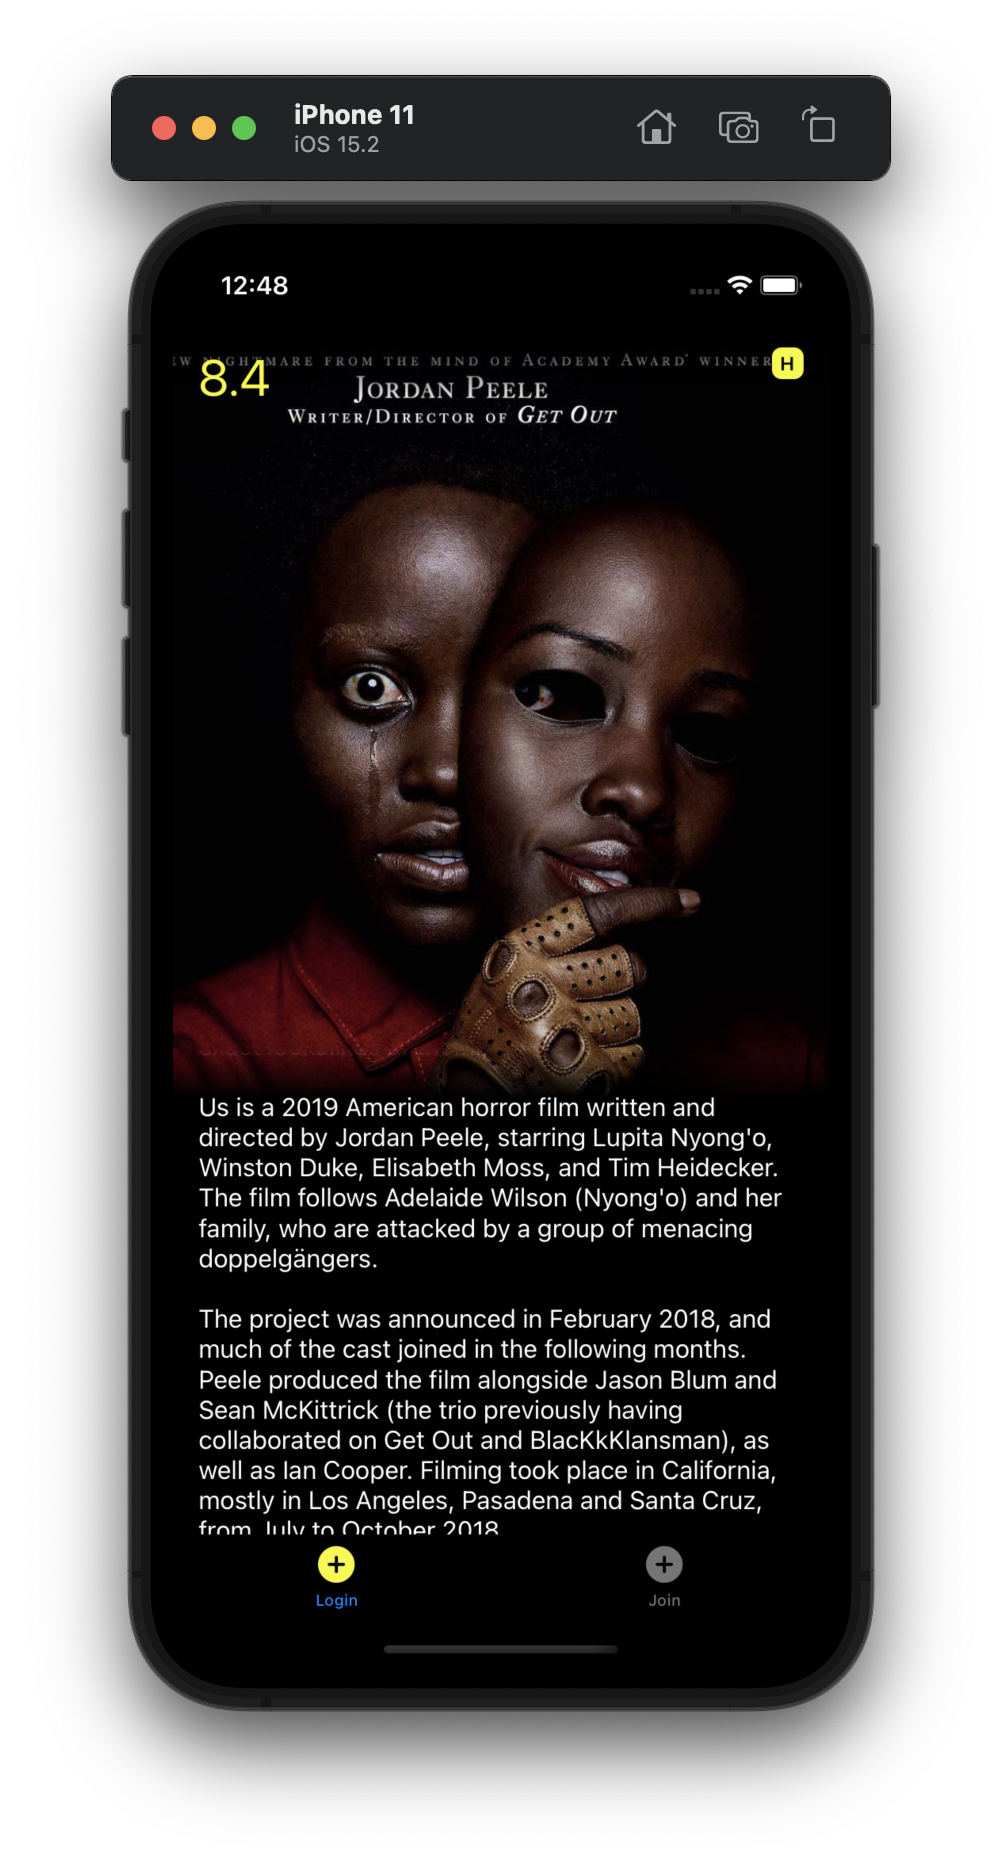 iPhone 11
iOS 15.2
12:48
NIGHTMARE FROM THE MIND OF ACADEMY AWARD® WINNER
8.4
H
JORDAN PEELE
WRITER/DIRECTOR OF GET OUT
Us is a 2019 American horror film written and
directed by Jordan Peele, starring Lupita Nyong'o,
Winston Duke, Elisabeth Moss, and Tim Heidecker.
The film follows Adelaide Wilson (Nyong'o) and her
family, who are attacked by a group of menacing
doppelgängers.
The project was announced in February 2018, and
much of the cast joined in the following months.
Peele produced the film alongside Jason Blum and
Sean McKittrick (the trio previously having
collaborated on Get Out and BlacKkKlansman), as
well as Ian Cooper. Filming took place in California,
mostly in Los Angeles, Pasadena and Santa Cruz,
from July to October 2018
Login
Join